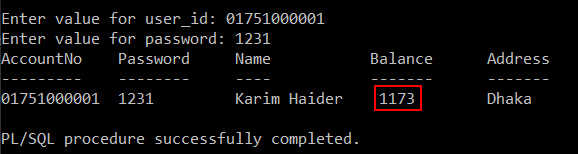 Enter value for user_id: 01751000001
Enter value for password: 1231
AccountNo Password Name Balance Address
--------- -------- ---- ------- -------
01751000001 1231 Karim Haider 1173 Dhaka
PL/SQL procedure successfully completed.